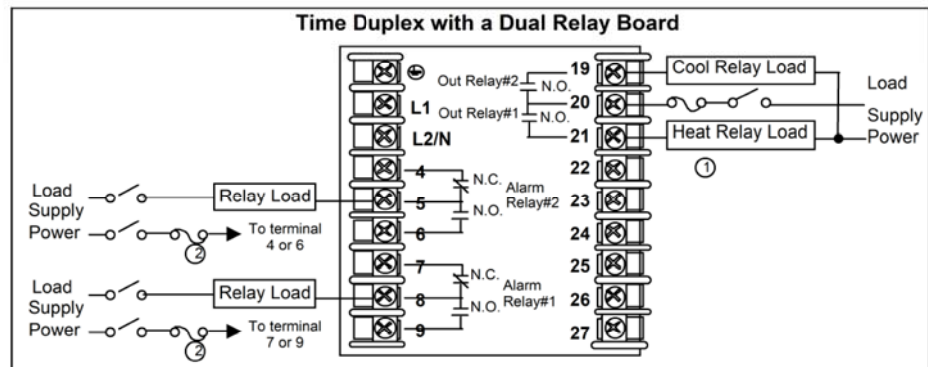 Time Duplex with a Dual Relay Board
19
Cool Relay Load
Out Relay#2
N.O.
Load
L1
20
Out Relay#1
N.O.
Supply
L2/N
21
Heat Relay Load
Power
1
4
22
N.C.
Alarm
Relay#2
Load
Relay Load
5
23
Supply
N.O.
Power
2
To terminal
4 or 6
6
24
7
25
N.C.
Alarm
Relay#1
Load
Relay Load
8
26
Supply
N.O.
Power
2
To terminal
7 or 9
9
27